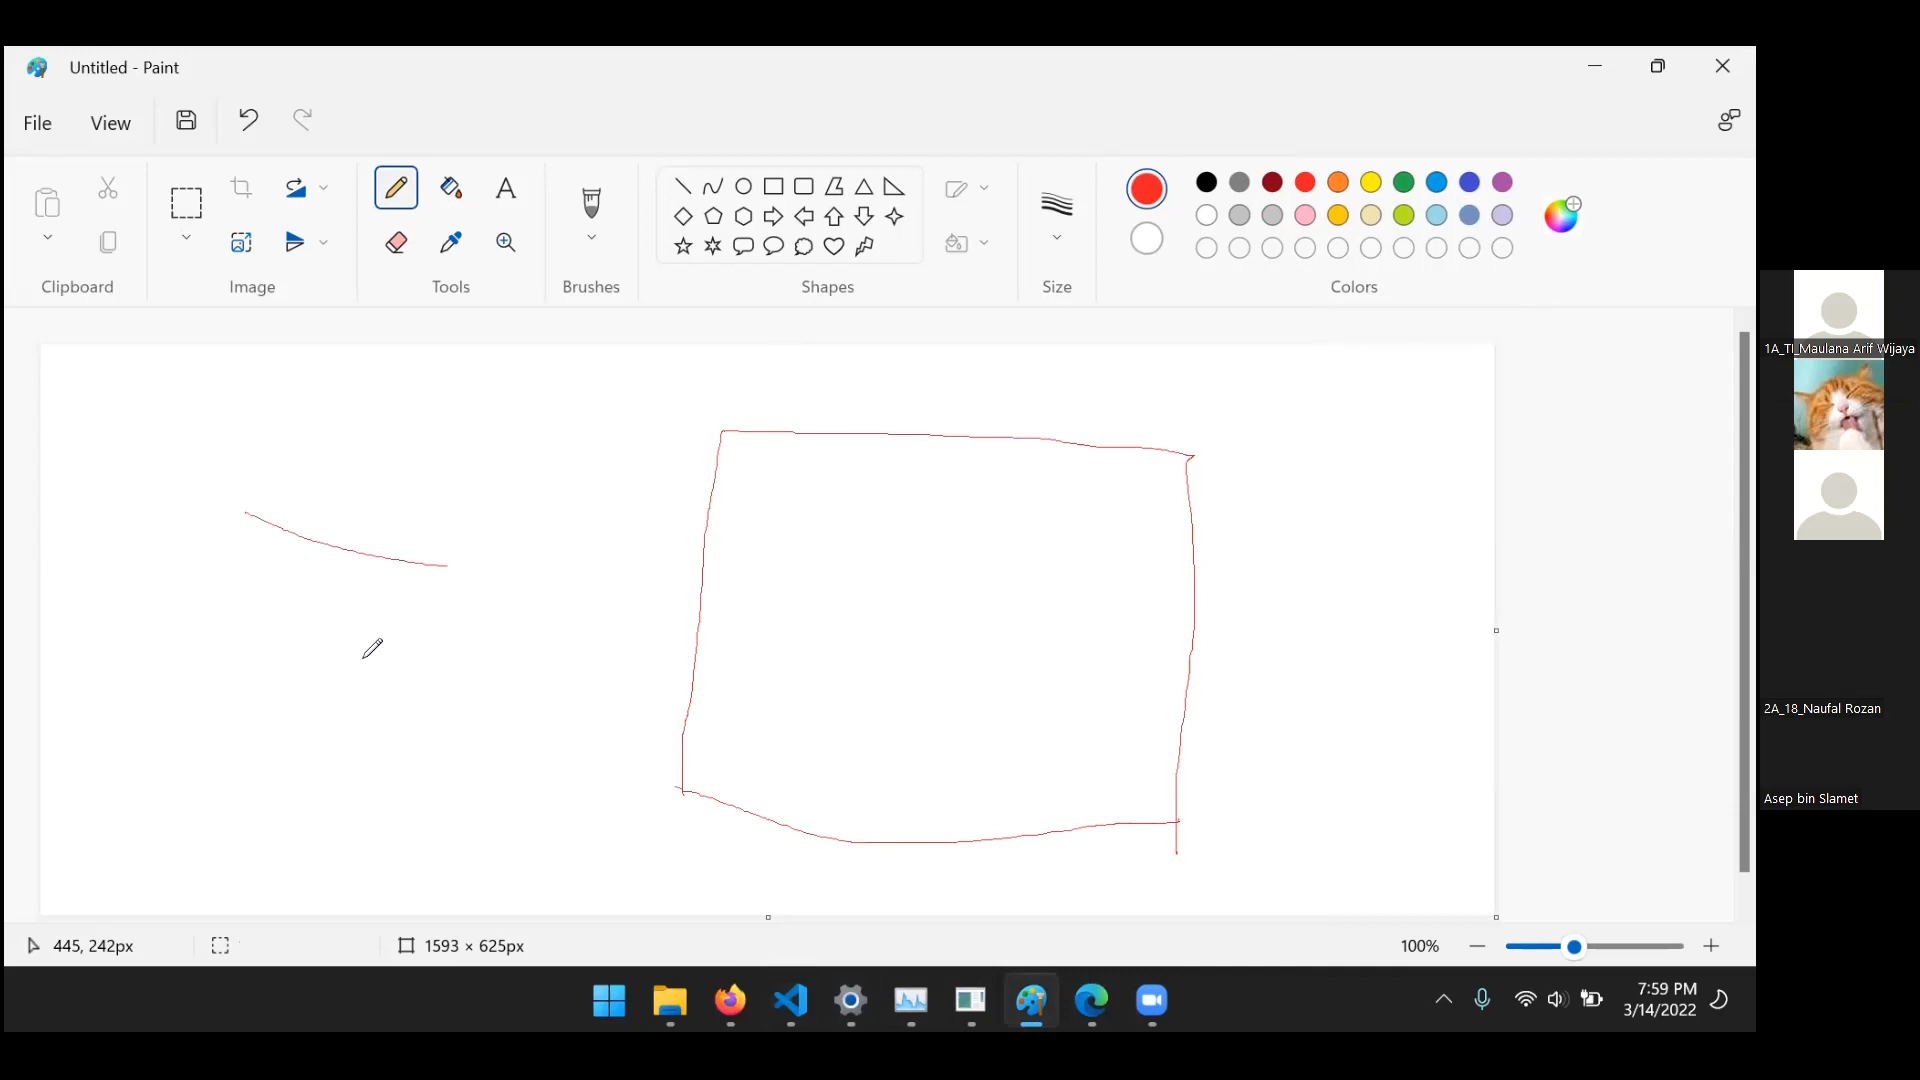 Untitled - Paint
File
View
Clipboard
Image
Tools
Brushes
Shapes
Size
Colors
1A_TI_Maulana Arif Wijaya
2A_18_Naufal Rozan
Asep bin Slamet
445, 242px
1593 × 625px
100%
7:59 PM
3/14/2022